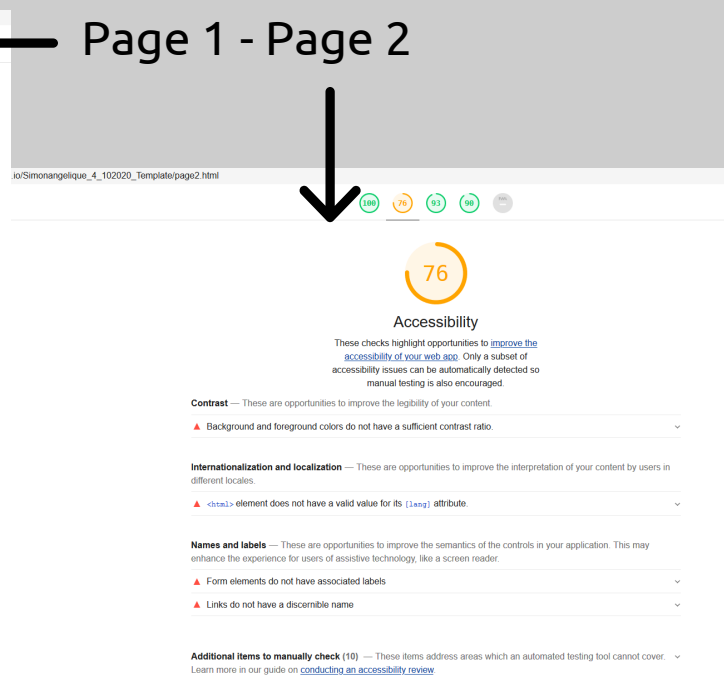 Page 1 - Page 2
.io/Simonangelique_4_102020_Template/page2.html
100 76 93 90
76
Accessibility
These checks highlight opportunities to improve the
accessibility of your web app. Only a subset of
accessibility issues can be automatically detected so
manual testing is also encouraged.
Contrast — These are opportunities to improve the legibility of your content.
Background and foreground colors do not have a sufficient contrast ratio.
Internationalization and localization — These are opportunities to improve the interpretation of your content by users in
different locales.
<html> element does not have a valid value for its [lang] attribute.
Names and labels — These are opportunities to improve the semantics of the controls in your application. This may
enhance the experience for users of assistive technology, like a screen reader.
Form elements do not have associated labels
Links do not have a discernible name
Additional items to manually check (10) — These items address areas which an automated testing tool cannot cover.
Learn more in our guide on conducting an accessibility review.